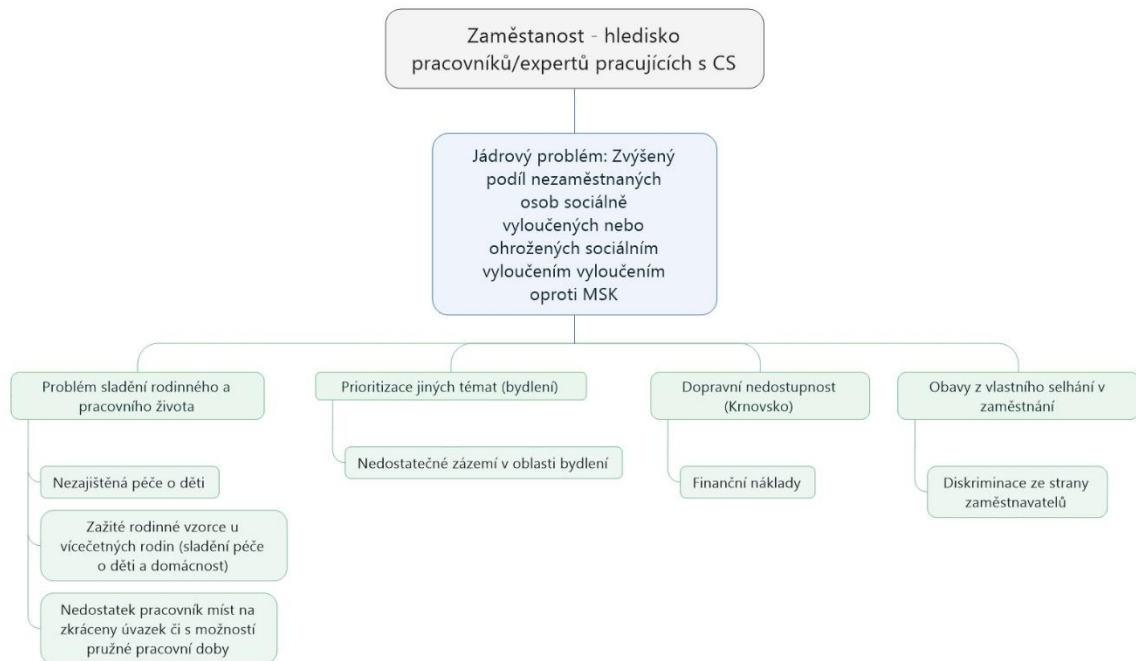 Zaměstanost - hledisko
pracovníků/expertů pracujících s CS
Jádrový problém: Zvýšený
podíl nezaměstnaných
osob sociálně
vyloučených nebo
ohrožených sociálním
vyloučením vyloučením
oproti MSK
Problém sladění rodinného a
pracovního života
Nezajištěná péče o děti
Zažité rodinné vzorce u
vícečetných rodin (sladění péče
o děti a domácnost)
Nedostatek pracovník míst na
zkráceny úvazek či s možností
pružné pracovní doby
Prioritizace jiných témat (bydlení)
Nedostatečné zázemí v oblasti bydlení
Dopravní nedostupnost
(Krnovsko)
Finanční náklady
Obavy z vlastního selhání v
zaměstnání
Diskriminace ze strany
zaměstnavatelů